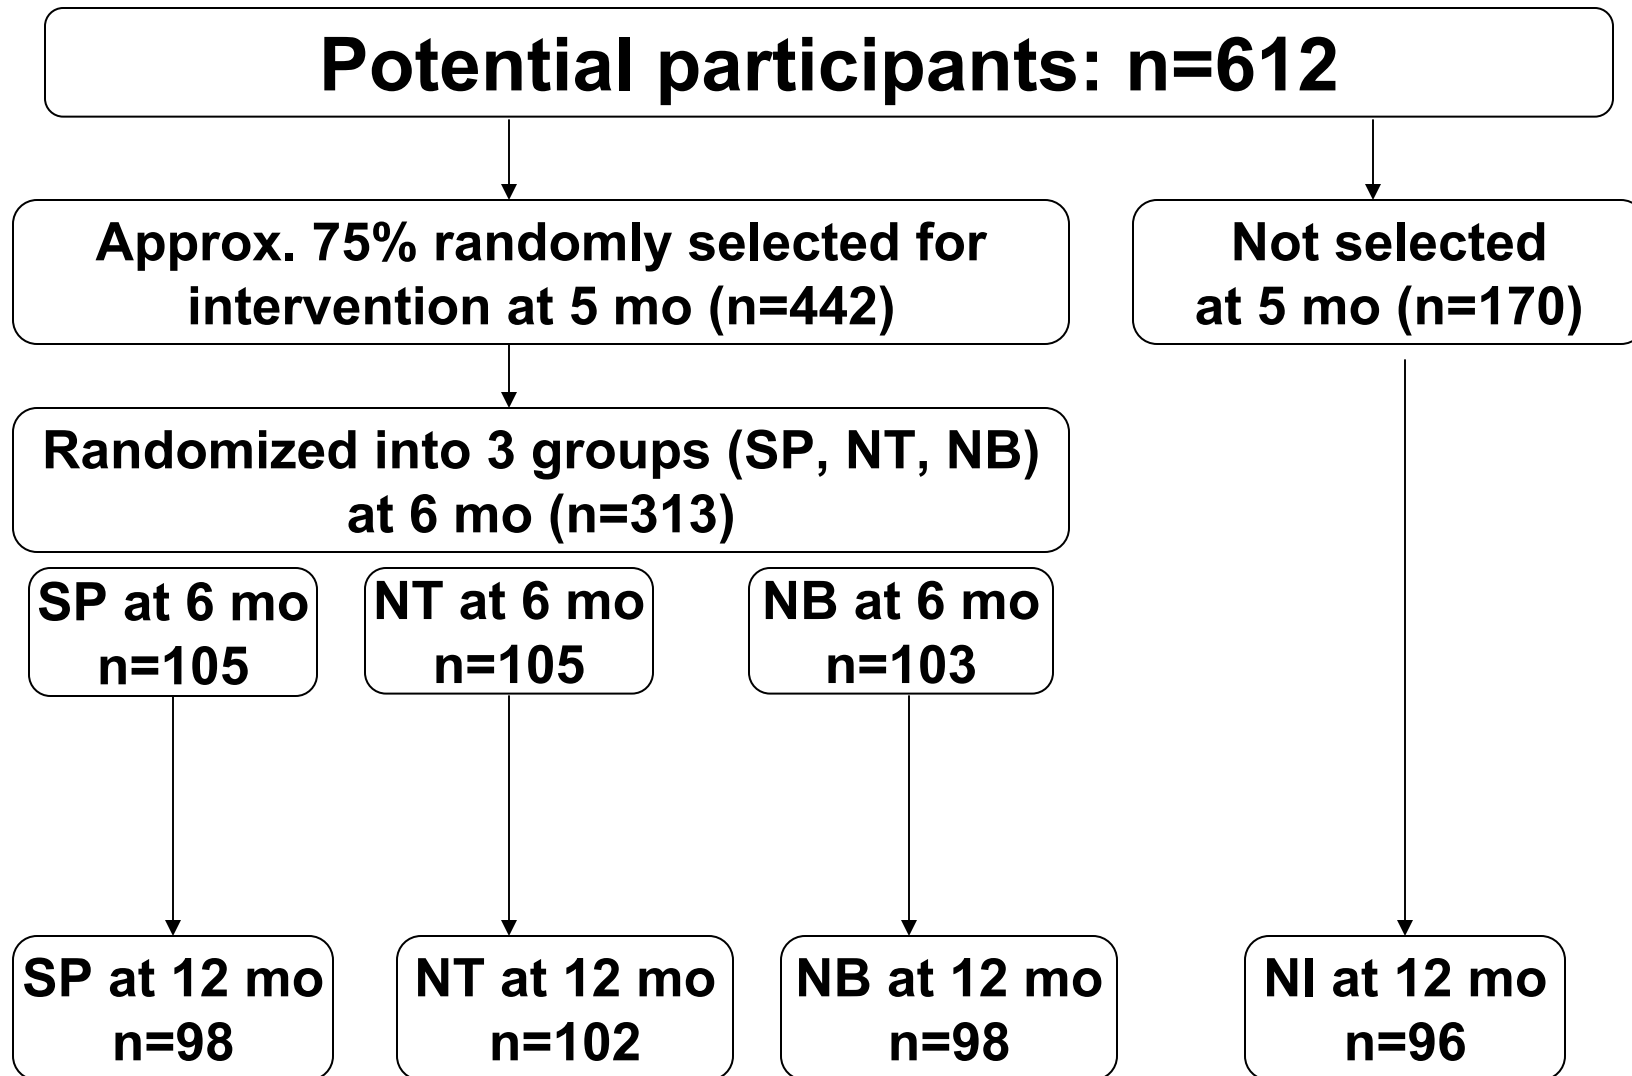 Potential participants: n=612
Approx. 75% randomly selected for
intervention at 5 mo (n=442)
Not selected
at 5 mo (n=170)
Randomized into 3 groups (SP, NT, NB)
at 6 mo (n=313)
SP at 6 mo
n=105
NT at 6 mo
n=105
NB at 6 mo
n=103
SP at 12 mo
n=98
NT at 12 mo
n=102
NB at 12 mo
n=98
NI at 12 mo
n=96